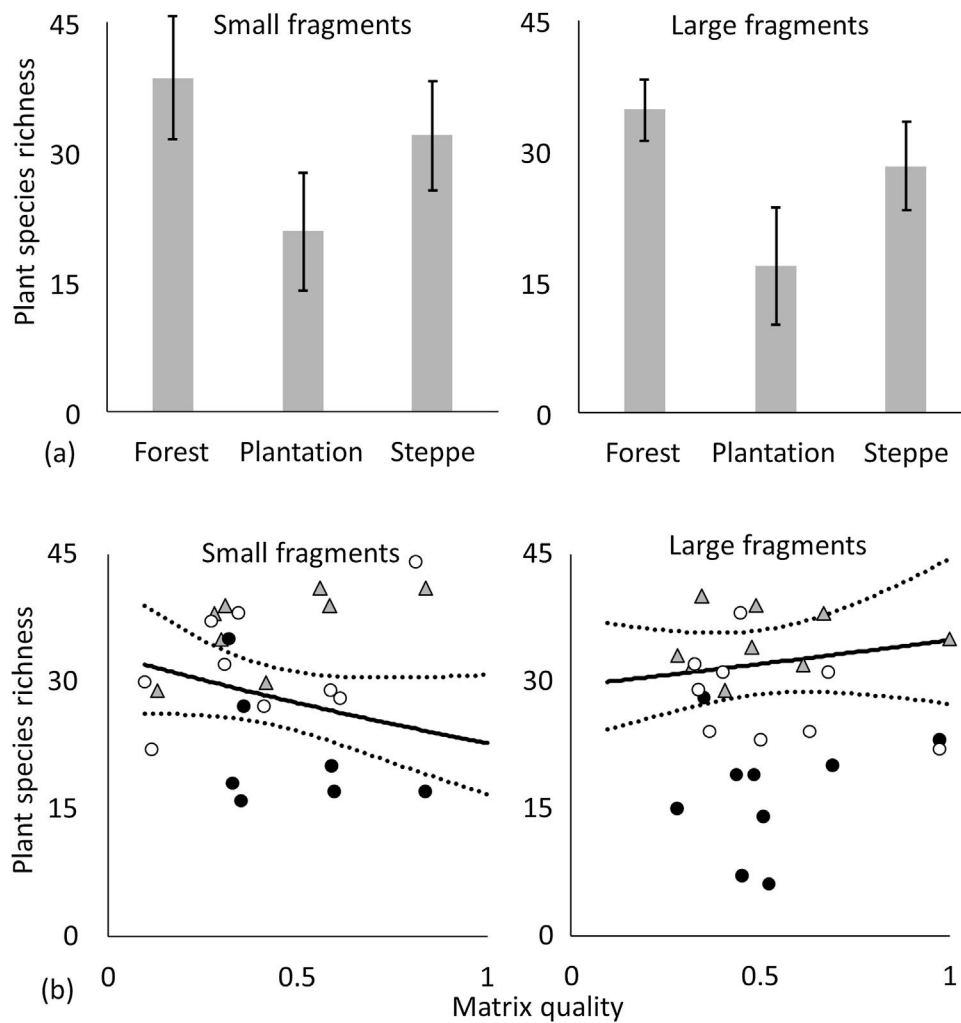 Small fragments
Large fragments
Plant species richness
45
30
15
0
45
30
15
0
(a)
Forest
Plantation
Steppe
Forest
Plantation
Steppe
Small fragments
Large fragments
Plant species richness
45
30
15
0
45
30
15
0
0
0.5
1
0
0.5
1
(b)
Matrix quality